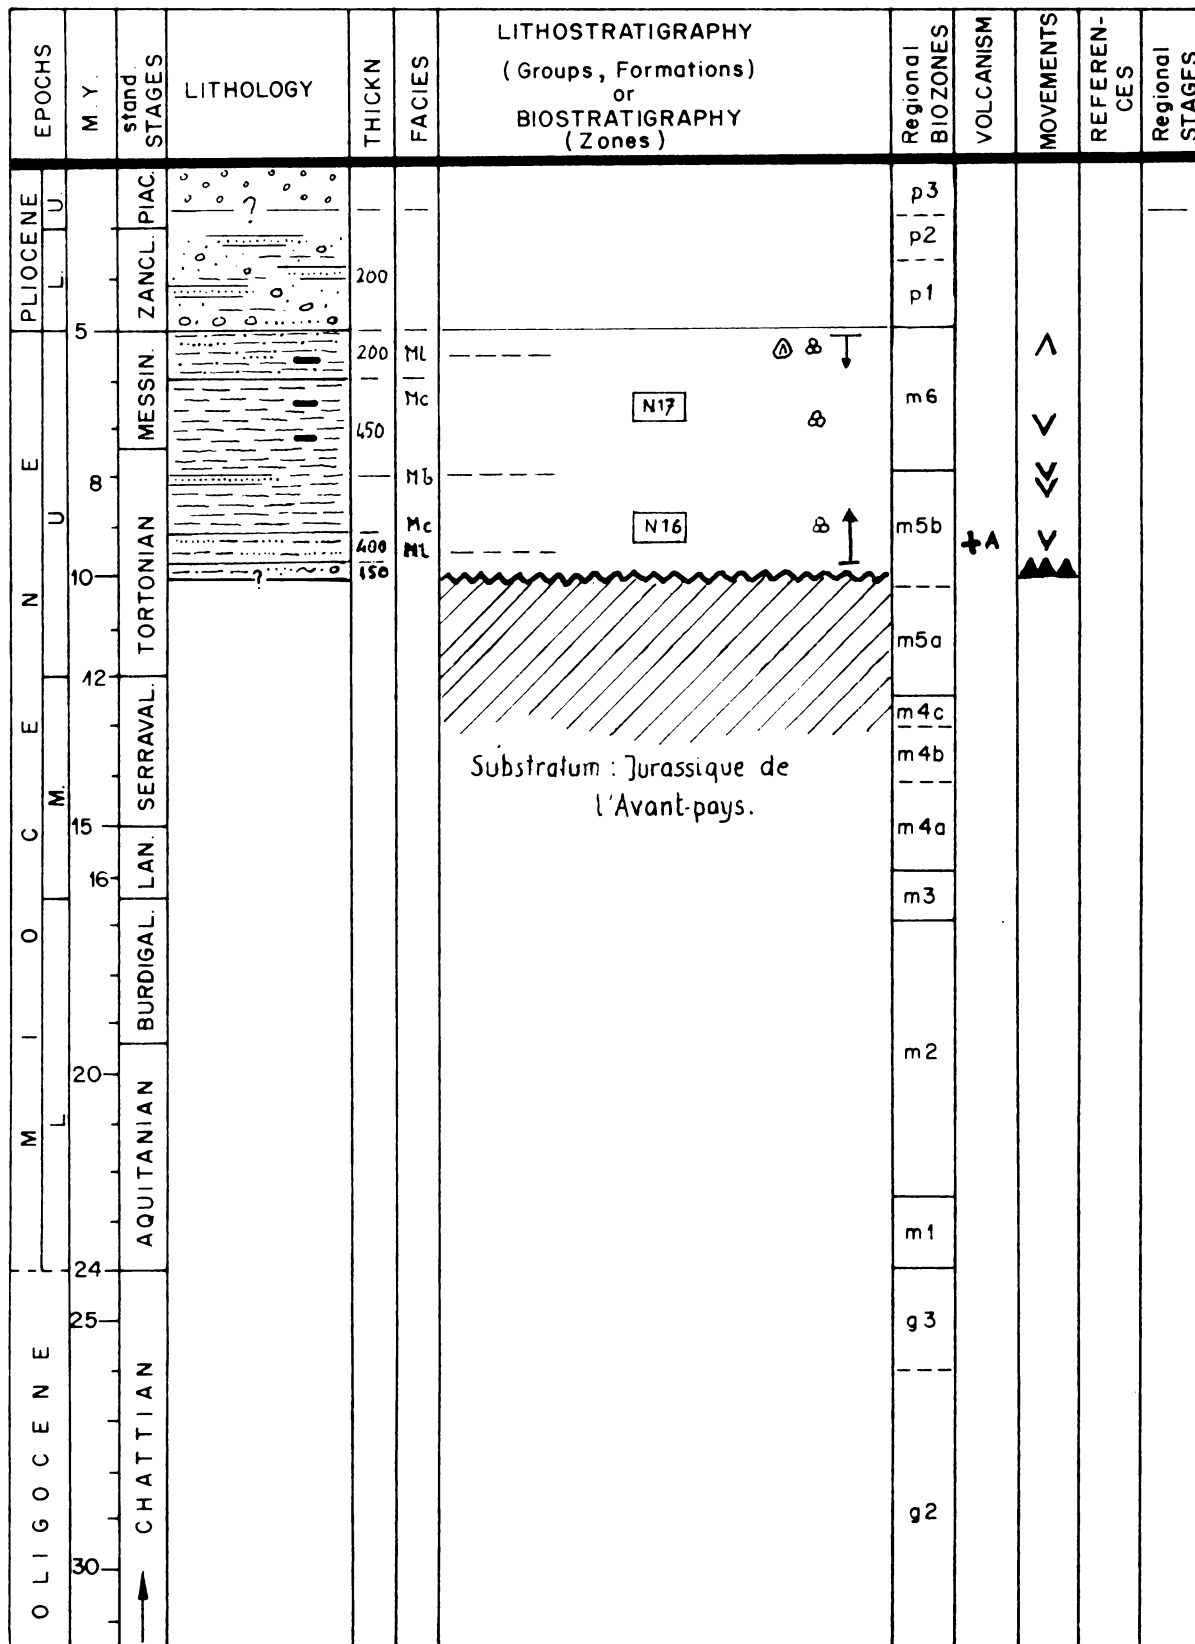 EPOCHS
M.Y.
stand. STAGES
LITHOLOGY
THICKN
FACIES
LITHOSTRATIGRAPHY
(Groups, Formations)
or
BIOSTRATIGRAPHY
(Zones)
Regional BIOZONES
VOLCANISM
MOVEMENTS
REFEREN-
CES
Regional STAGES
PLIOCENE
U.
L.
PIAC.
ZANCL.
?
200
p3
p2
p1
5
MIOCENE
U
MESSIN.
200
Ml
Mc
N17
m6
450
8
Mb
TORTONIAN
Mc
N16
m5b
+A
400
Ml
10
?
150
m5a
12
M.
SERRAVAL.
m4c
m4b
Substratum : Jurassique de
l'Avant-pays.
15
m4a
LAN.
16
m3
L
BURDIGAL.
20
m2
AQUITANIAN
m1
24
OLIGOCENE
CHATTIAN
25
g3
g2
30